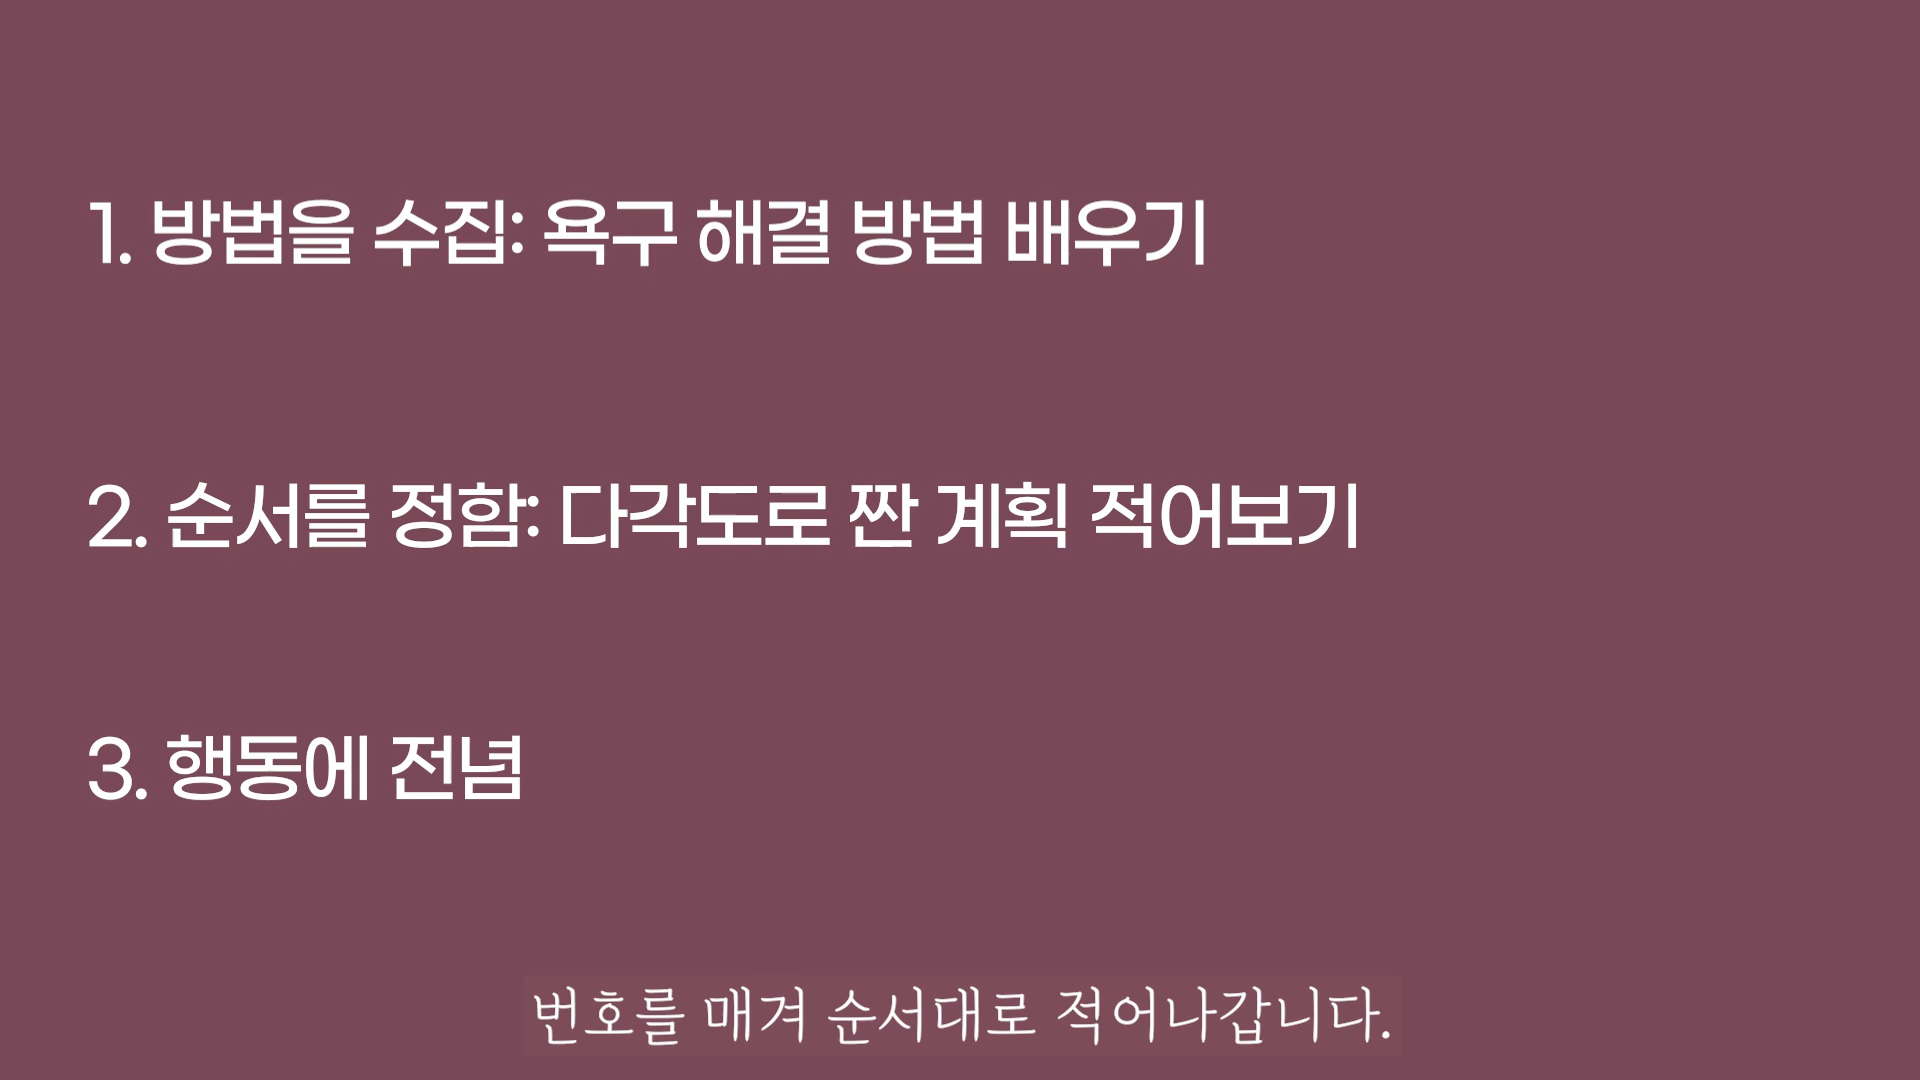 1. 방법을 수집: 욕구 해결 방법 배우기
2. 순서를 정함: 다각도로 짠 계획 적어보기
3. 행동에 전념
번호를 매겨 순서대로 적어나갑니다.